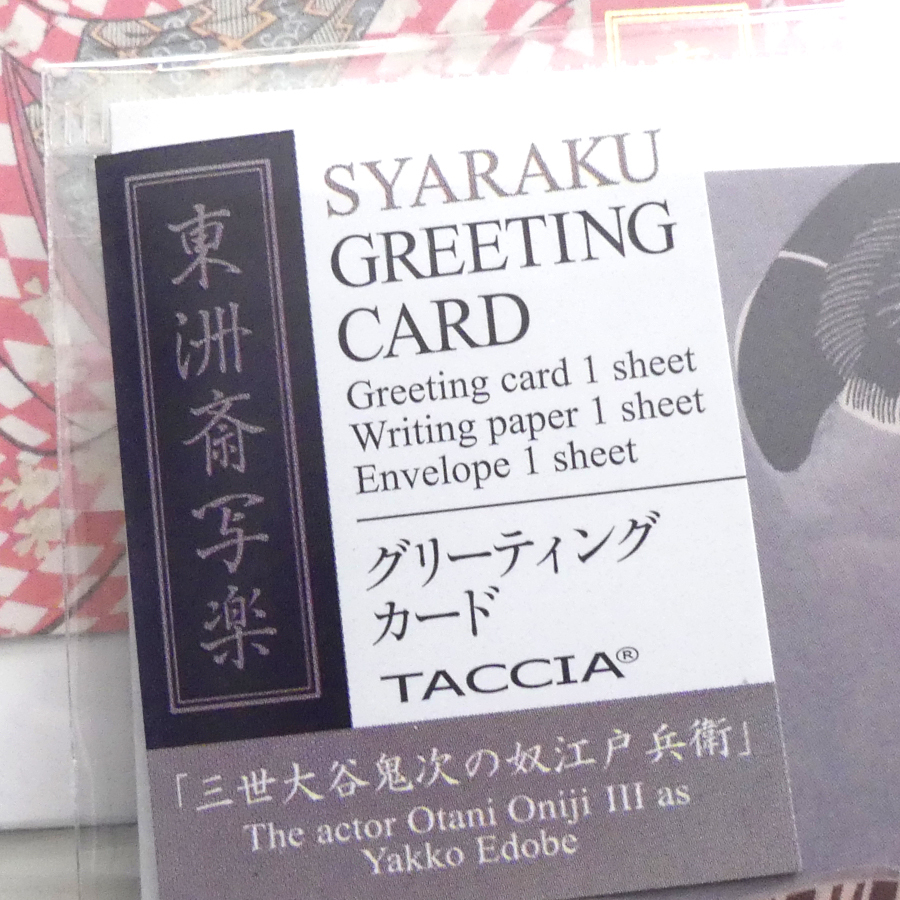 東洲斎写楽
SYARAKU
GREETING
CARD
Greeting card 1 sheet
Writing paper 1 sheet
Envelope 1 sheet
グリーティング
カード
TACCIA®
「三世大谷鬼次の奴江戸兵衛」
The actor Otani Oniji III as
Yakko Edobe